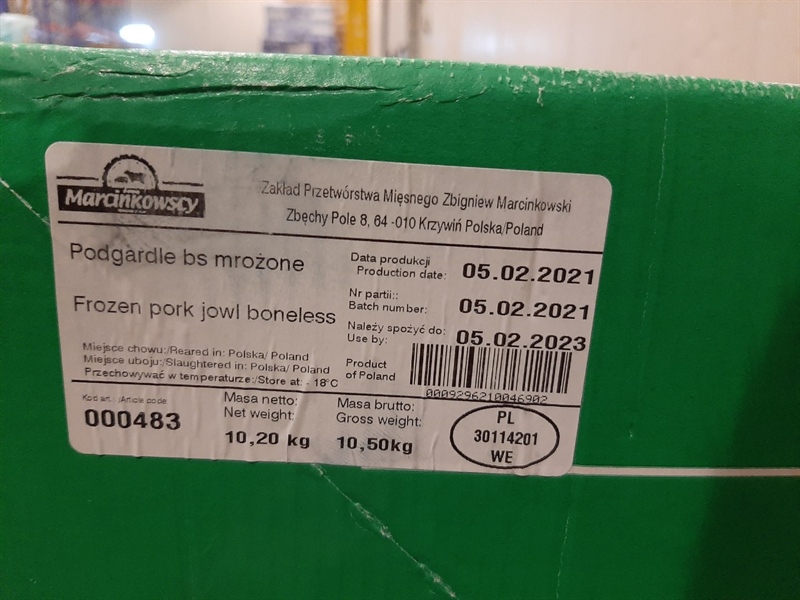 Marcinkowscy
Zakład Przetwórstwa Mięsnego Zbigniew Marcinkowski
Zbęchy Pole 8, 64 -010 Krzywiń Polska/Poland
Podgardle bs mrożone
Frozen pork jowl boneless
Data produkcji
Production date: 05.02.2021
Nr partii::
Batch number: 05.02.2021
Należy spożyć do:
Use by: 05.02.2023
Miejsce chowu:/Reared in: Polska/ Poland
Miejsce uboju:/Slaughtered in: Polska/ Poland
Przechowywać w temperaturze:/Store at: - 18°C
Product
of Poland
0009296210046902
Kod art.: /Article code
000483
Masa netto:
Net weight:
10,20 kg
Masa brutto:
Gross weight:
10,50kg
PL
30114201
WE